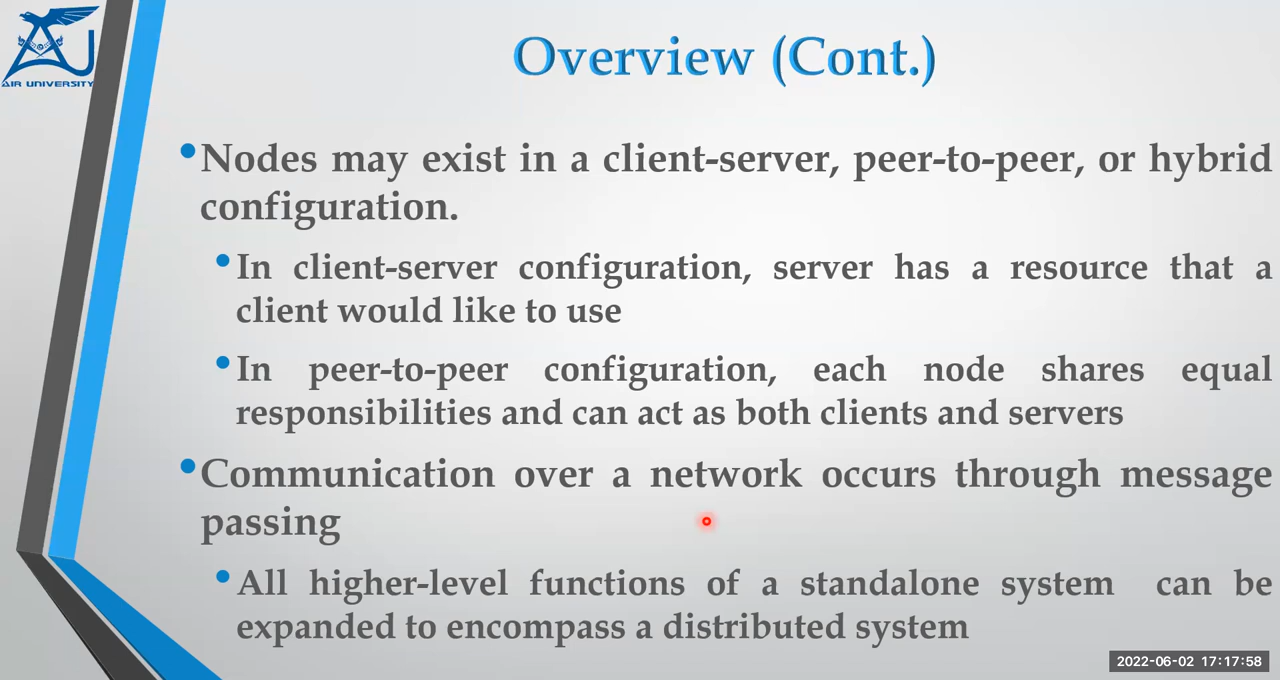 AIR UNIVERSITY
Overview (Cont.)
•Nodes may exist in a client-server, peer-to-peer, or hybrid
configuration.
•In client-server configuration, server has a resource that a
client would like to use
•In peer-to-peer configuration, each node shares equal
responsibilities and can act as both clients and servers
•Communication over a network occurs through message
passing
•All higher-level functions of a standalone system can be
expanded to encompass a distributed system
2022-06-02 17:17:58